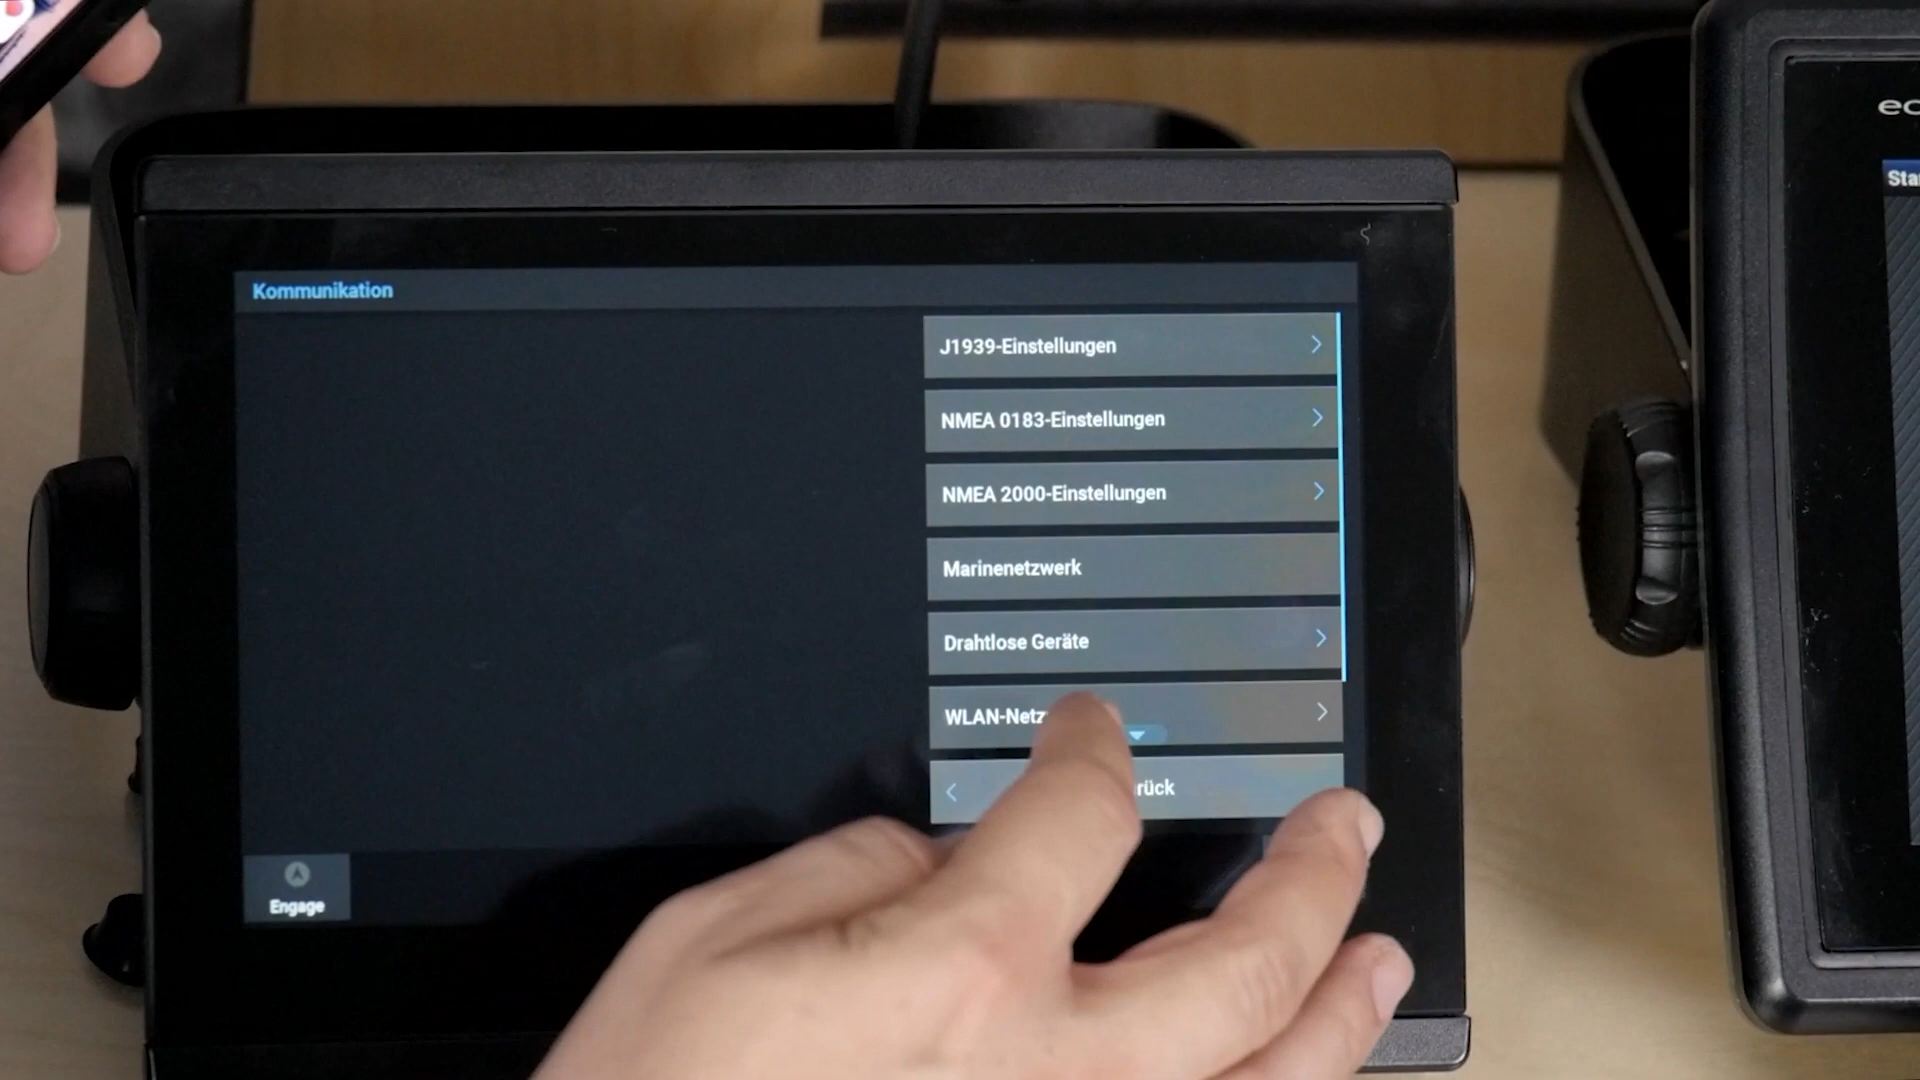 Kommunikation
J1939-Einstellungen
NMEA 0183-Einstellungen
NMEA 2000-Einstellungen
Marinenetzwerk
Drahtlose Geräte
Engage